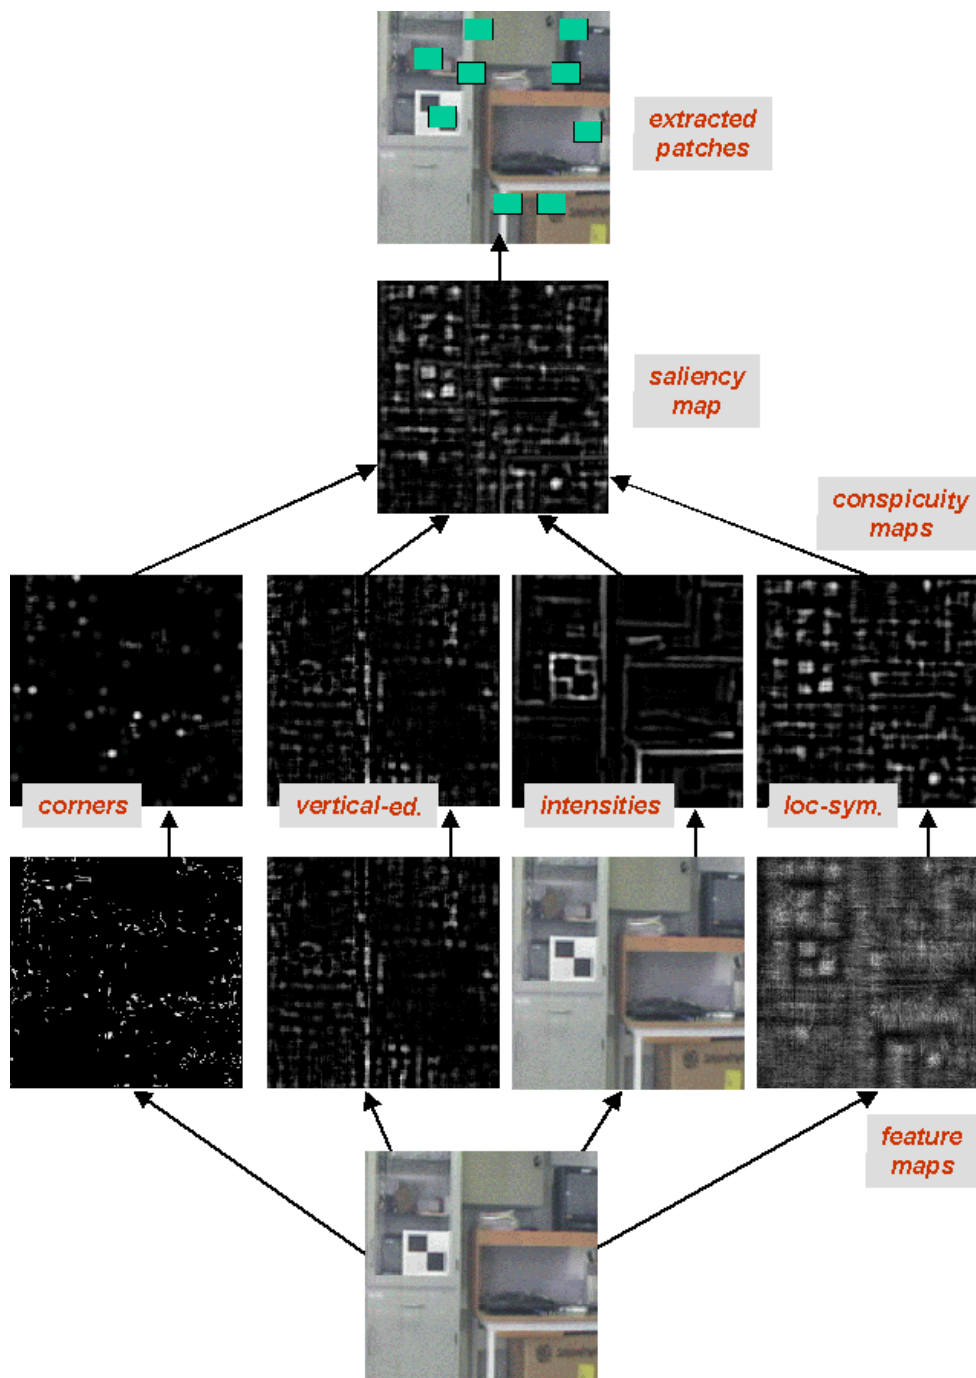 extracted
patches
saliency
map
conspicuity
maps
corners
vertical-ed.
intensities
loc-sym.
feature
maps